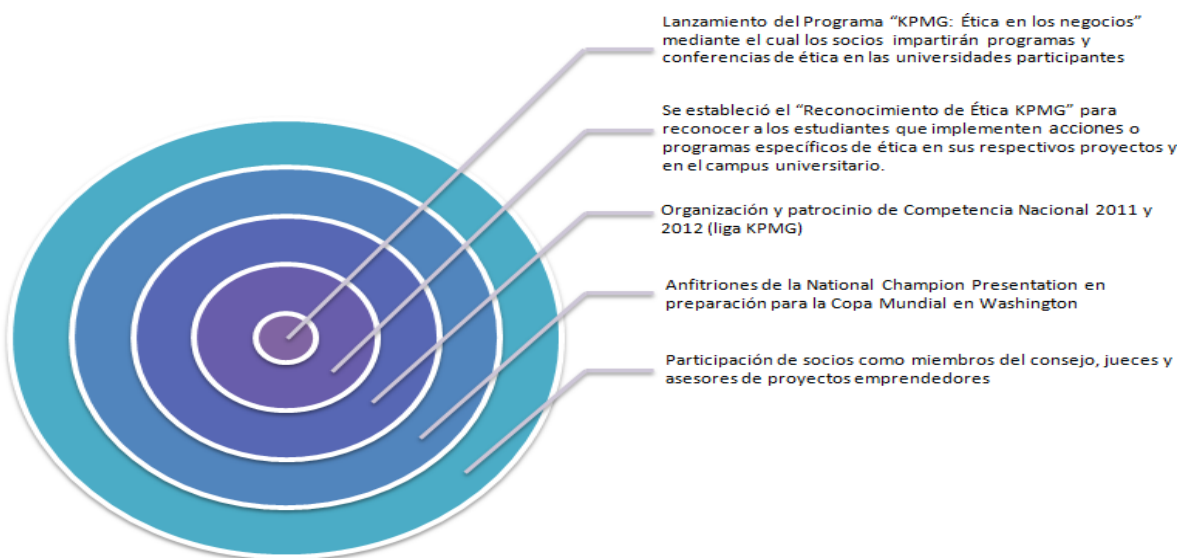 Lanzamiento del Programa “KPMG: Ética en los negocios”
mediante el cual los socios impartirán programas y
conferencias de ética en las universidades participantes
Se estableció el “Reconocimiento de Ética KPMG” para
reconocer a los estudiantes que implementen acciones o
programas específicos de ética en sus respectivos proyectos y
en el campus universitario.
Organización y patrocinio de Competencia Nacional 2011 y
2012 (liga KPMG)
Anfitriones de la National Champion Presentation en
preparación para la Copa Mundial en Washington
Participación de socios como miembros del consejo, jueces y
asesores de proyectos emprendedores